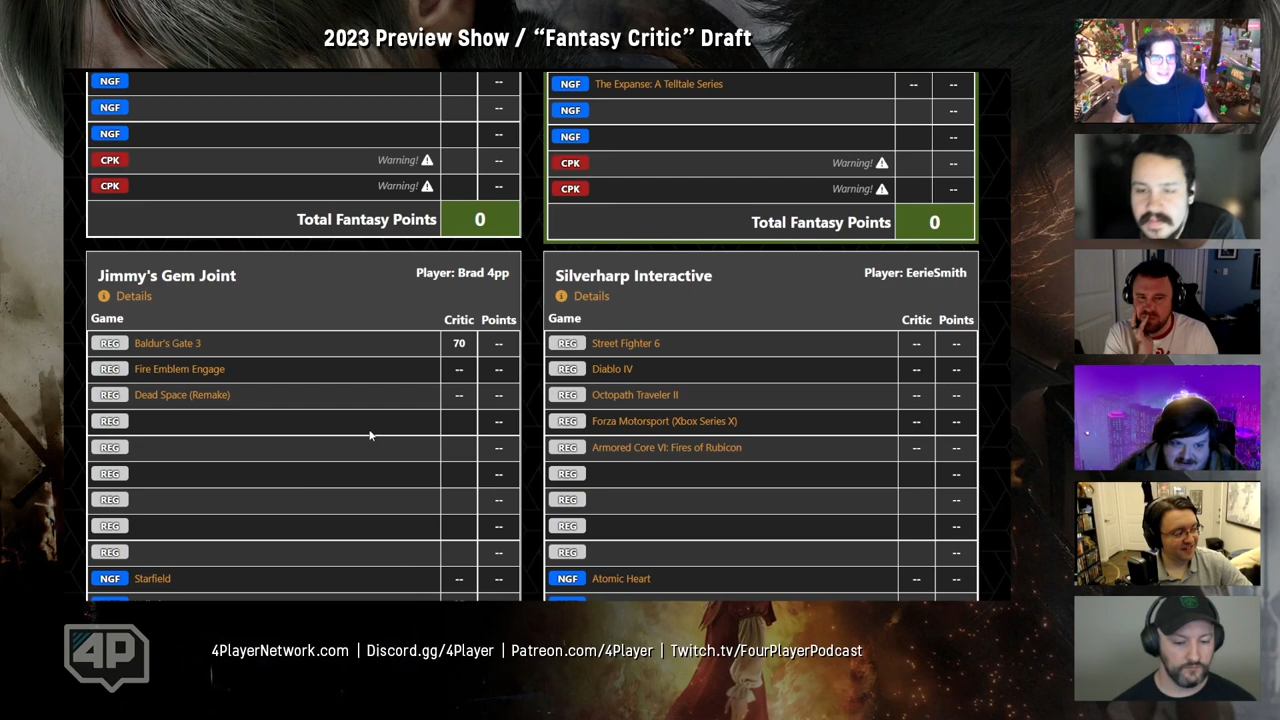 2023 Preview Show / “Fantasy Critic” Draft
NGF --
NGF --
NGF --
CPK Warning! --
CPK Warning! --
Total Fantasy Points 0
NGF The Expanse: A Telltale Series -- --
NGF --
NGF --
CPK Warning! --
CPK Warning! --
Total Fantasy Points 0
Jimmy's Gem Joint Player: Brad 4pp
Details
Game Critic Points
REG Baldur's Gate 3 70 --
REG Fire Emblem Engage -- --
REG Dead Space (Remake) -- --
REG --
REG --
REG --
REG --
REG --
REG --
NGF Starfield -- --
Silverharp Interactive Player: EerieSmith
Details
Game Critic Points
REG Street Fighter 6 -- --
REG Diablo IV -- --
REG Octopath Traveler II -- --
REG Forza Motorsport (Xbox Series X) -- --
REG Armored Core VI: Fires of Rubicon -- --
REG --
REG --
REG --
REG --
NGF Atomic Heart -- --
4P
4PlayerNetwork.com | Discord.gg/4Player | Patreon.com/4Player | Twitch.tv/FourPlayerPodcast